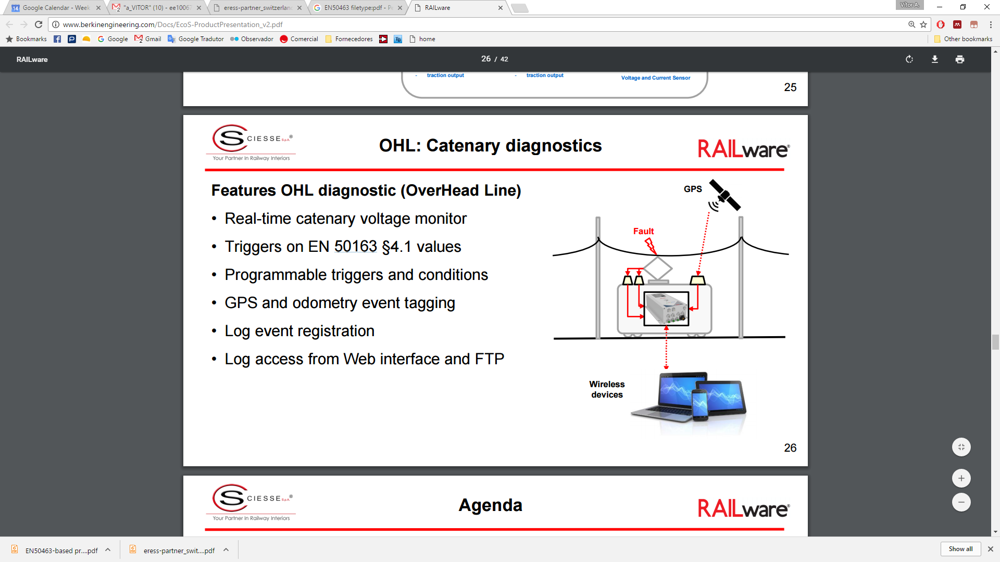 14 Google Calendar - Week
2 "a_VITOR" (10) - ee10067
eress-partner_switzerlan
EN50463 filetype:pdf - P
RAILware
Vítor A.
www.berkinengineering.com/Docs/EcoS-ProductPresentation_v2.pdf
Bookmarks
Google
Gmail
Google Tradutor
Observador
Comercial
Fornecedores
home
Other bookmarks
RAILware
26 / 42
- traction output
- traction output
Voltage and Current Sensor
25
S CIESSE S.p.A. ®
Your Partner In Railway Interiors
OHL: Catenary diagnostics
RAILware®
Features OHL diagnostic (OverHead Line)
• Real-time catenary voltage monitor
• Triggers on EN 50163 §4.1 values
• Programmable triggers and conditions
• GPS and odometry event tagging
• Log event registration
• Log access from Web interface and FTP
GPS
Fault
Wireless
devices
26
S CIESSE S.p.A. ®
Your Partner In Railway Interiors
Agenda
RAILware®
EN50463-based pr....pdf
eress-partner_swit....pdf
Show all